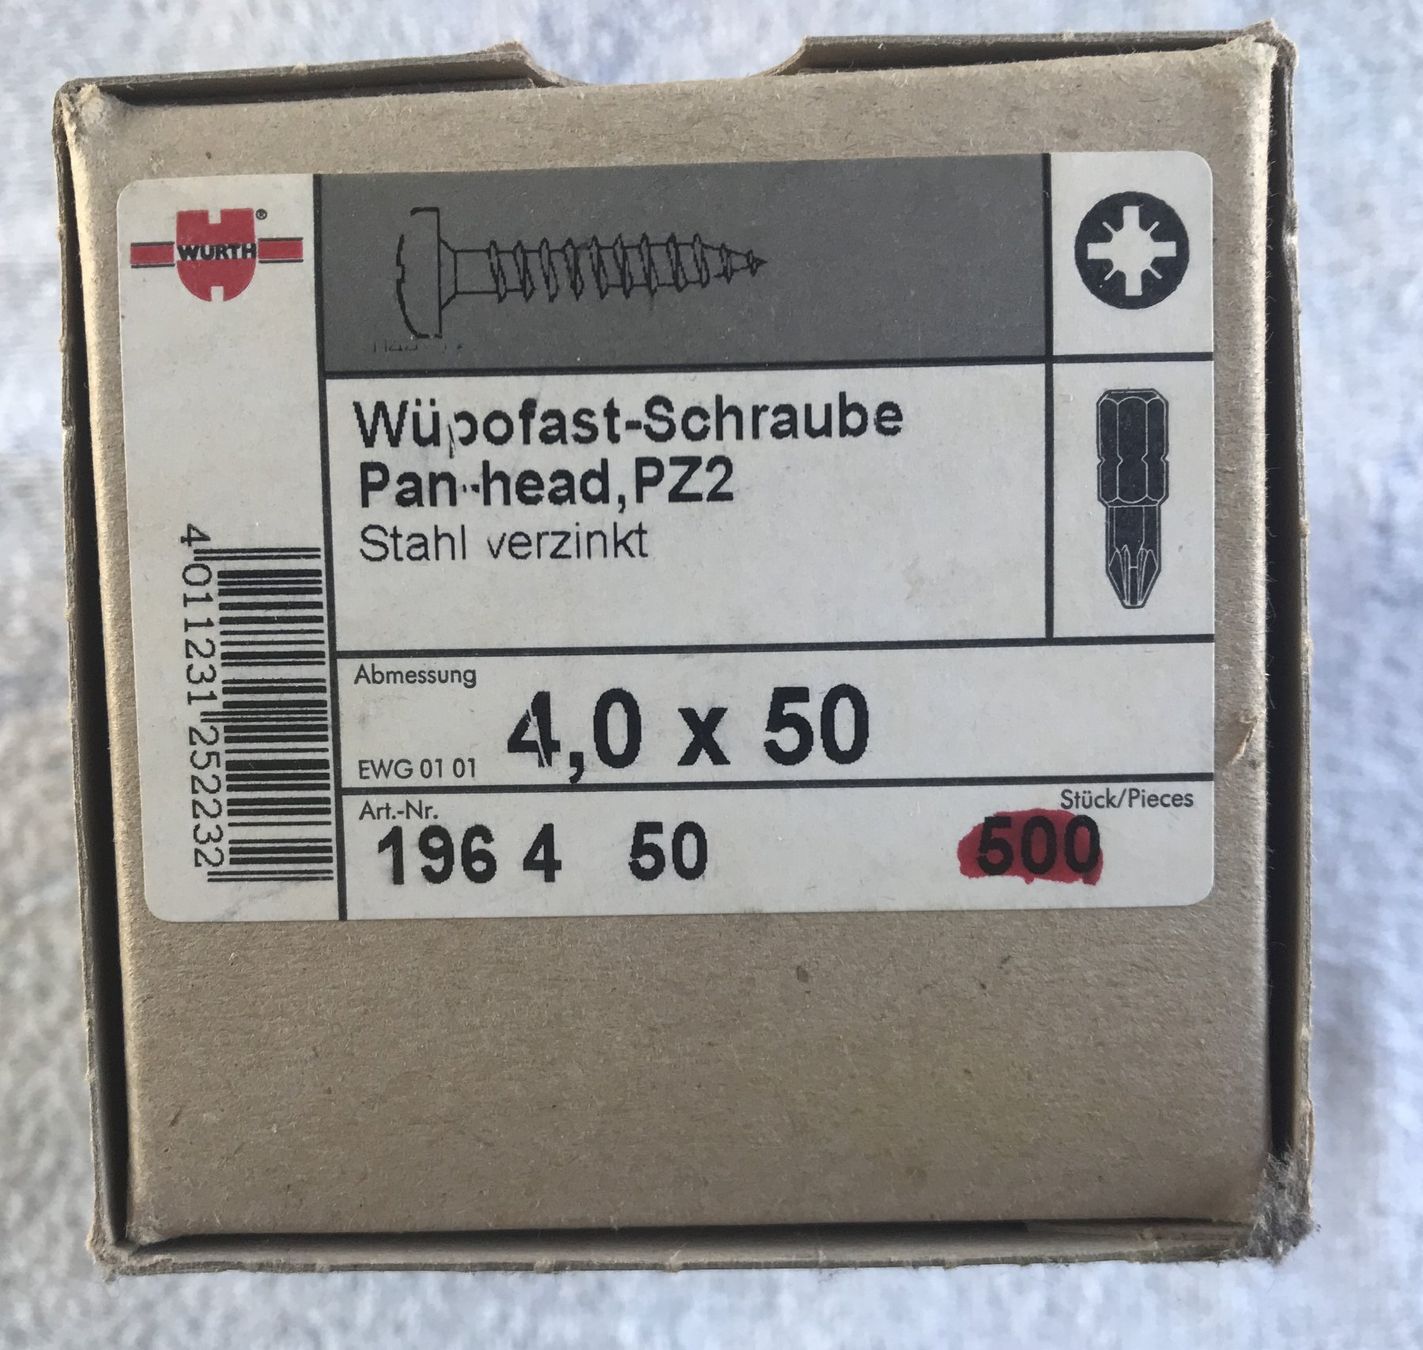 WÜRTH®
Wüpofast-Schraube
Pan-head, PZ2
Stahl verzinkt
Abmessung
4,0 x 50
EWG 01 01
Art.-Nr.
Stück/Pieces
196 4 50
500
4 011231 252232